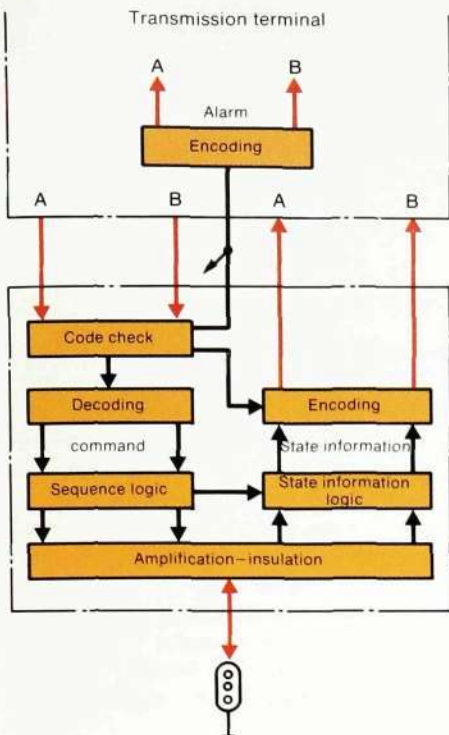 Transmission terminal
A B
Alarm
Encoding
A B A B
Code check
Decoding Encoding
command State information
Sequence logic State information
logic
Amplification–insulation